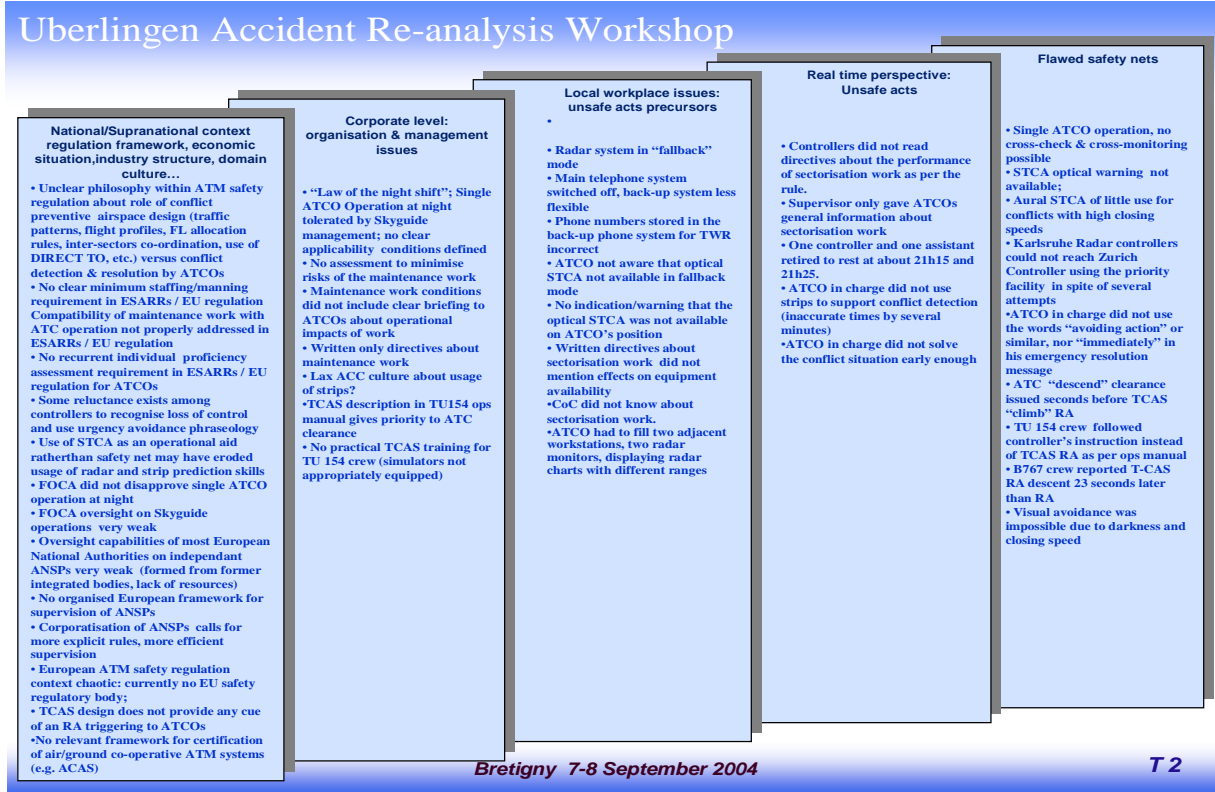 Uberlingen Accident Re-analysis Workshop
National/Supranational context
regulation framework, economic
situation,industry structure, domain
culture…
• Unclear philosophy within ATM safety
regulation about role of conflict
preventive airspace design (traffic
patterns, flight profiles, FL allocation
rules, inter-sectors co-ordination, use of
DIRECT TO, etc.) versus conflict
detection & resolution by ATCOs
• No clear minimum staffing/manning
requirement in ESARRs / EU regulation
Compatibility of maintenance work with
ATC operation not properly addressed in
ESARRs / EU regulation
• No recurrent individual proficiency
assessment requirement in ESARRs / EU
regulation for ATCOs
• Some reluctance exists among
controllers to recognise loss of control
and use urgency avoidance phraseology
• Use of STCA as an operational aid
ratherthan safety net may have eroded
usage of radar and strip prediction skills
• FOCA did not disapprove single ATCO
operation at night
• FOCA oversight on Skyguide
operations very weak
• Oversight capabilities of most European
National Authorities on independant
ANSPs very weak (formed from former
integrated bodies, lack of resources)
• No organised European framework for
supervision of ANSPs
• Corporatisation of ANSPs calls for
more explicit rules, more efficient
supervision
• European ATM safety regulation
context chaotic: currently no EU safety
regulatory body;
• TCAS design does not provide any cue
of an RA triggering to ATCOs
•No relevant framework for certification
of air/ground co-operative ATM systems
(e.g. ACAS)
Corporate level:
organisation & management
issues
• “Law of the night shift”; Single
ATCO Operation at night
tolerated by Skyguide
management; no clear
applicability conditions defined
• No assessment to minimise
risks of the maintenance work
• Maintenance work conditions
did not include clear briefing to
ATCOs about operational
impacts of work
• Written only directives about
maintenance work
• Lax ACC culture about usage
of strips?
•TCAS description in TU154 ops
manual gives priority to ATC
clearance
• No practical TCAS training for
TU 154 crew (simulators not
appropriately equipped)
Local workplace issues:
unsafe acts precursors
•
• Radar system in “fallback”
mode
• Main telephone system
switched off, back-up system less
flexible
• Phone numbers stored in the
back-up phone system for TWR
incorrect
• ATCO not aware that optical
STCA not available in fallback
mode
• No indication/warning that the
optical STCA was not available
on ATCO’s position
• Written directives about
sectorisation work did not
mention effects on equipment
availability
•CoC did not know about
sectorisation work.
•ATCO had to fill two adjacent
workstations, two radar
monitors, displaying radar
charts with different ranges
Real time perspective:
Unsafe acts
• Controllers did not read
directives about the performance
of sectorisation work as per the
rule.
• Supervisor only gave ATCOs
general information about
sectorisation work
• One controller and one assistant
retired to rest at about 21h15 and
21h25.
• ATCO in charge did not use
strips to support conflict detection
(inaccurate times by several
minutes)
•ATCO in charge did not solve
the conflict situation early enough
Flawed safety nets
• Single ATCO operation, no
cross-check & cross-monitoring
possible
• STCA optical warning not
available;
• Aural STCA of little use for
conflicts with high closing
speeds
• Karlsruhe Radar controllers
could not reach Zurich
Controller using the priority
facility in spite of several
attempts
•ATCO in charge did not use
the words “avoiding action” or
similar, nor “immediately” in
his emergency resolution
message
• ATC “descend” clearance
issued seconds before TCAS
“climb” RA
• TU 154 crew followed
controller’s instruction instead
of TCAS RA as per ops manual
• B767 crew reported T-CAS
RA descent 23 seconds later
than RA
• Visual avoidance was
impossible due to darkness and
closing speed
Bretigny 7-8 September 2004
T 2